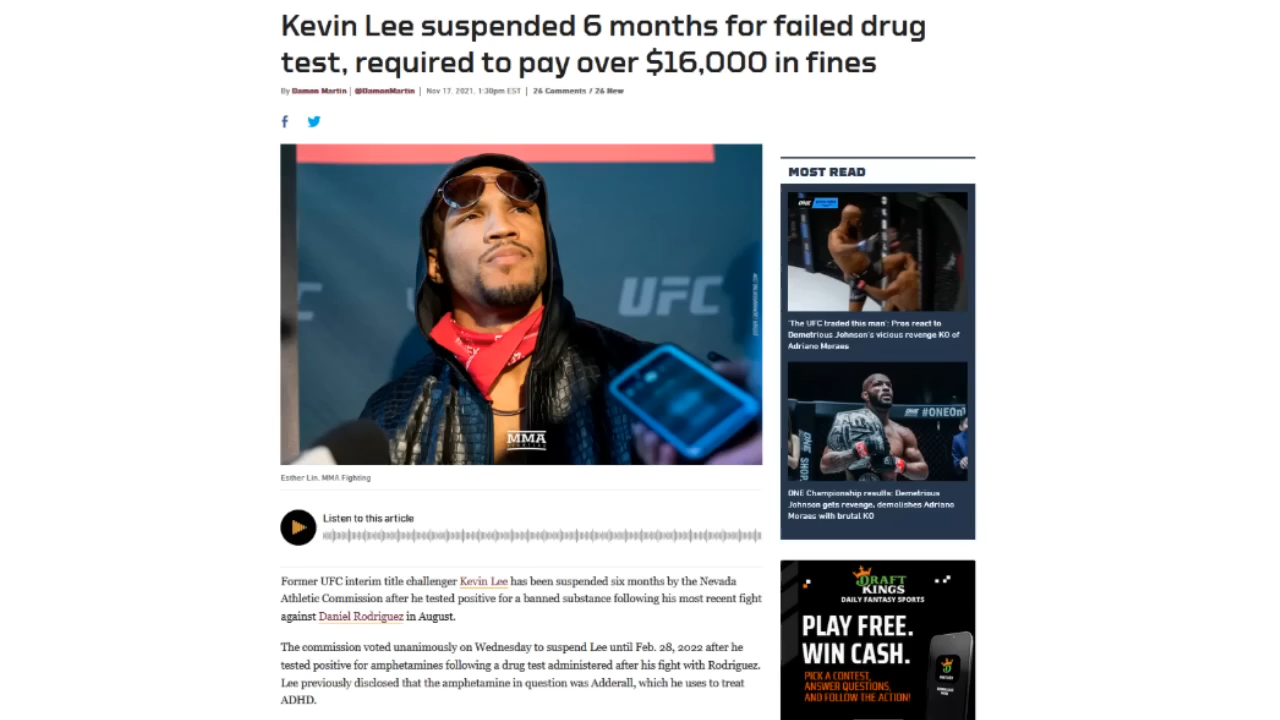 Kevin Lee suspended 6 months for failed drug
test, required to pay over $16,000 in fines
By Damon Martin | @DamonMartin | Nov 17, 2021, 1:30pm EST | 26 Comments / 26 New
UFC
MMA
FIGHTING
Esther Lin, MMA Fighting
Listen to this article
Former UFC interim title challenger Kevin Lee has been suspended six months by the Nevada
Athletic Commission after he tested positive for a banned substance following his most recent fight
against Daniel Rodriguez in August.
The commission voted unanimously on Wednesday to suspend Lee until Feb. 28, 2022 after he
tested positive for amphetamines following a drug test administered after his fight with Rodriguez.
Lee previously disclosed that the amphetamine in question was Adderall, which he uses to treat
ADHD.
MOST READ
ONE
'The UFC traded this man': Pros react to
Demetrious Johnson's vicious revenge KO of
Adriano Moraes
ONE #ONEOn
ONE SHOP
ONE Championship results: Demetrious
Johnson gets revenge, demolishes Adriano
Moraes with brutal KO
DRAFT
KINGS
DAILY FANTASY SPORTS
PLAY FREE.
WIN CASH.
PICK A CONTEST,
ANSWER QUESTIONS,
AND FOLLOW THE ACTION!